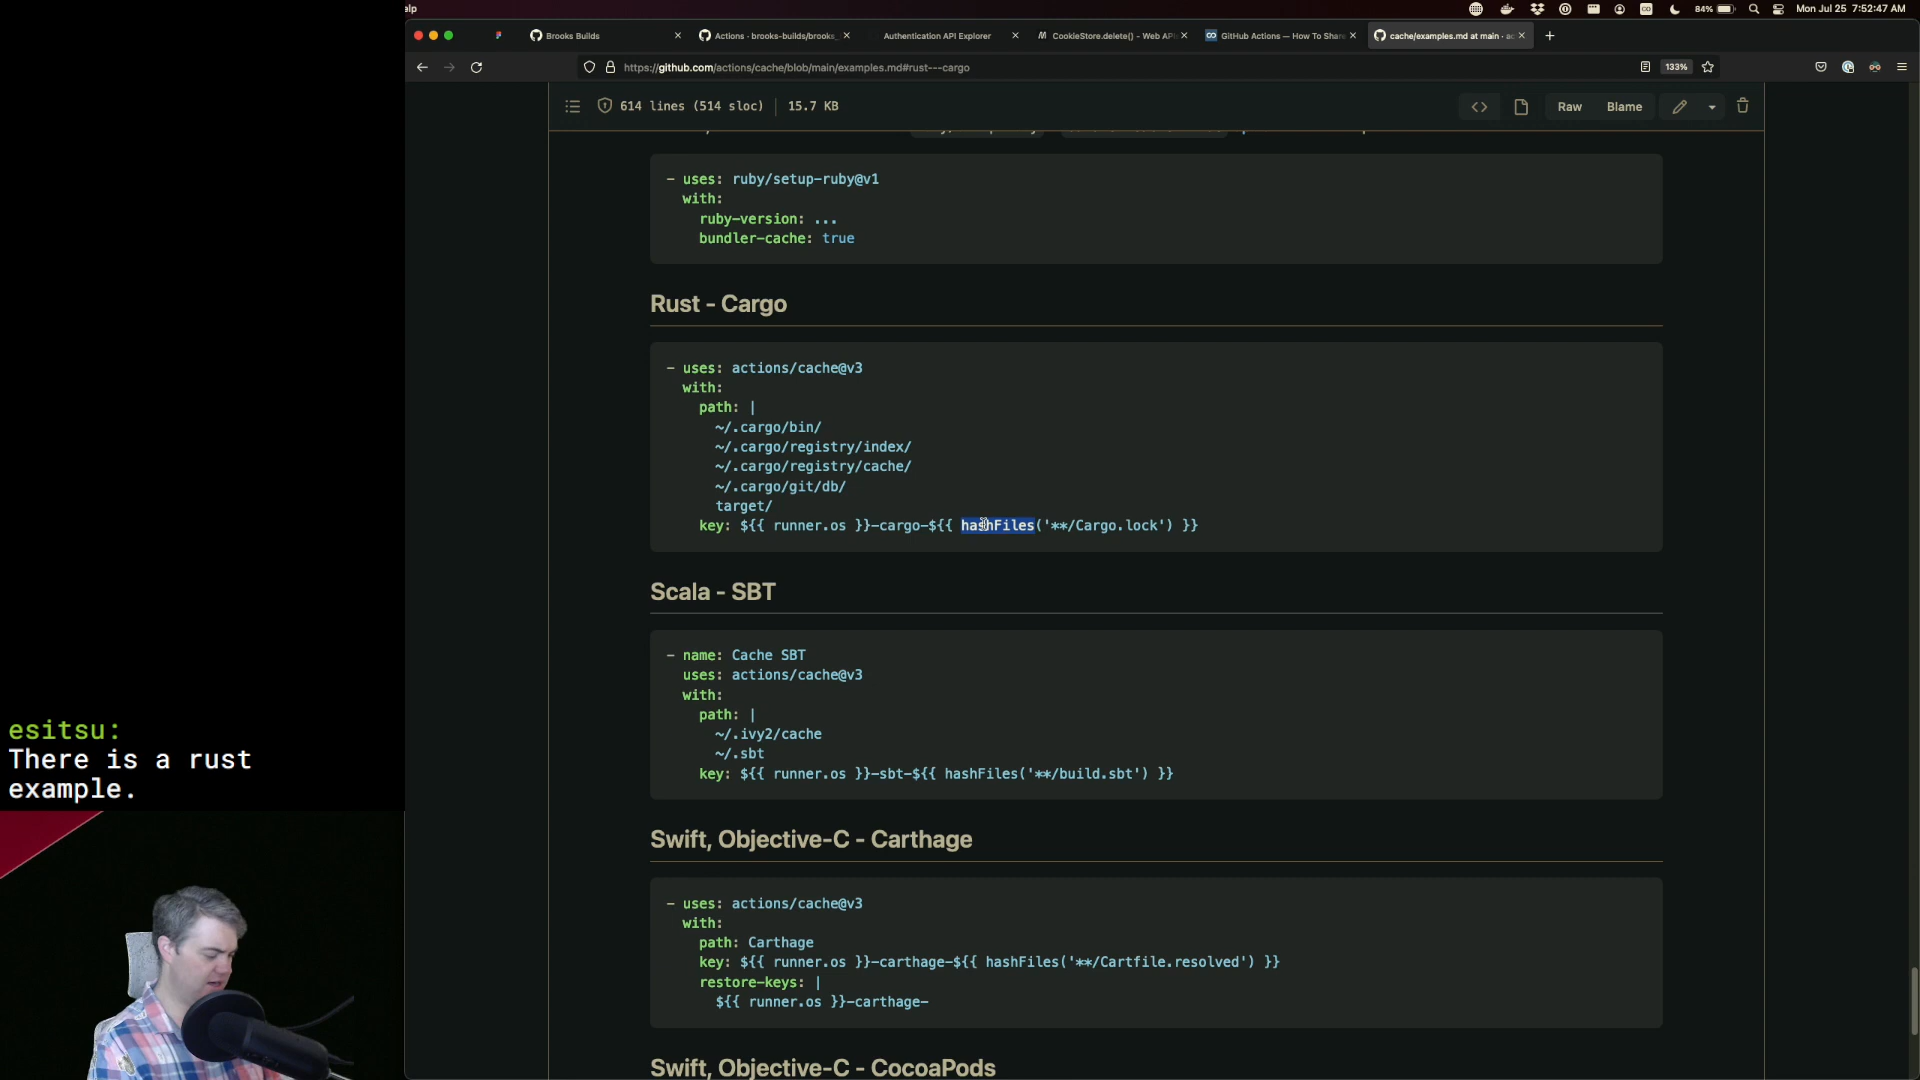 elp
84%
Mon Jul 25 7:52:47 AM
Brooks Builds
Actions · brooks-builds/brooks_
Authentication API Explorer
CookieStore.delete() - Web API
GitHub Actions — How To Share
cache/examples.md at main · ac
https://github.com/actions/cache/blob/main/examples.md#rust---cargo
133%
614 lines (514 sloc)
15.7 KB
Raw
Blame
- uses: ruby/setup-ruby@v1
with:
ruby-version: ...
bundler-cache: true
Rust - Cargo
- uses: actions/cache@v3
with:
path: |
~/.cargo/bin/
~/.cargo/registry/index/
~/.cargo/registry/cache/
~/.cargo/git/db/
target/
key: ${{ runner.os }}-cargo-${{ hashFiles('**/Cargo.lock') }}
Scala - SBT
- name: Cache SBT
uses: actions/cache@v3
with:
path: |
~/.ivy2/cache
~/.sbt
key: ${{ runner.os }}-sbt-${{ hashFiles('**/build.sbt') }}
Swift, Objective-C - Carthage
- uses: actions/cache@v3
with:
path: Carthage
key: ${{ runner.os }}-carthage-${{ hashFiles('**/Cartfile.resolved') }}
restore-keys: |
${{ runner.os }}-carthage-
Swift, Objective-C - CocoaPods
esitsu:
There is a rust
example.